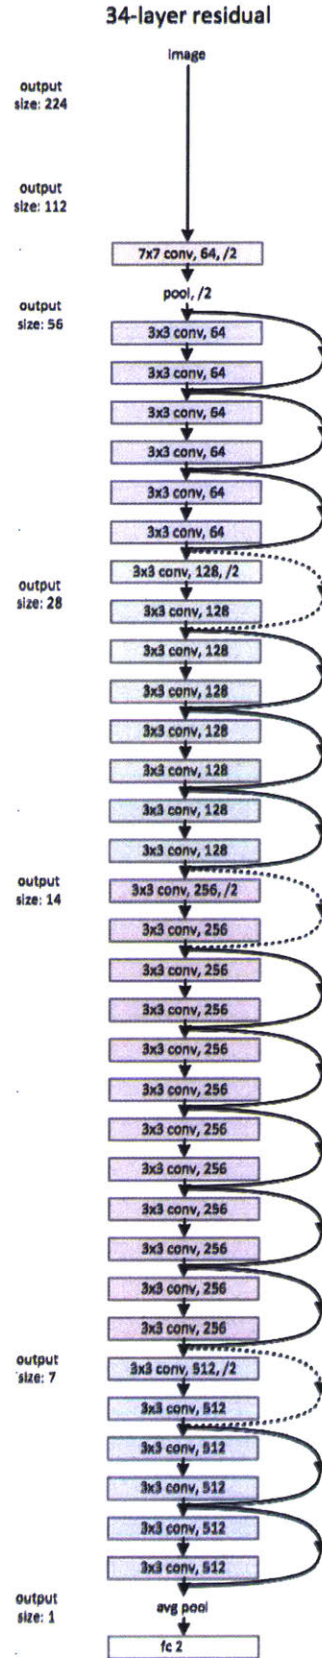 34-layer residual
image
output
size: 224
output
size: 112
7x7 conv, 64, /2
pool, /2
output
size: 56
3x3 conv, 64
3x3 conv, 64
3x3 conv, 64
3x3 conv, 64
3x3 conv, 64
3x3 conv, 64
output
size: 28
3x3 conv, 128, /2
3x3 conv, 128
3x3 conv, 128
3x3 conv, 128
3x3 conv, 128
3x3 conv, 128
3x3 conv, 128
3x3 conv, 128
output
size: 14
3x3 conv, 256, /2
3x3 conv, 256
3x3 conv, 256
3x3 conv, 256
3x3 conv, 256
3x3 conv, 256
3x3 conv, 256
3x3 conv, 256
3x3 conv, 256
3x3 conv, 256
3x3 conv, 256
3x3 conv, 256
output
size: 7
3x3 conv, 512, /2
3x3 conv, 512
3x3 conv, 512
3x3 conv, 512
3x3 conv, 512
3x3 conv, 512
output
size: 1
avg pool
fc 2